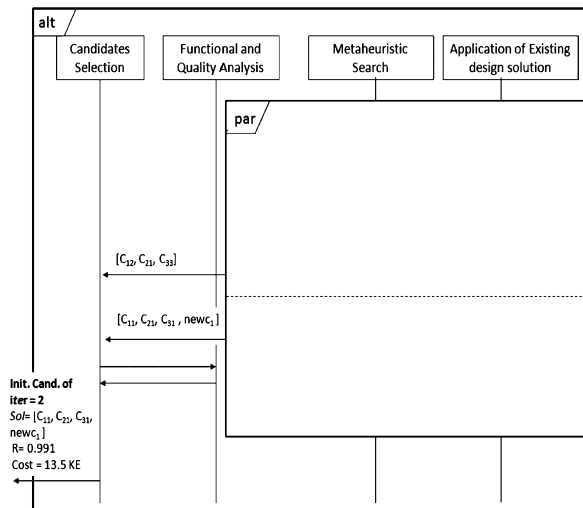 alt
Candidates
Selection
Functional and
Quality Analysis
Metaheuristic
Search
Application of Existing
design solution
par
[C12, C21, C33]
[C11, C21, C31 , newc1 ]
Init. Cand. of
iter = 2
Sol= [C11, C21, C31,
newc1 ]
R= 0.991
Cost = 13.5 KE